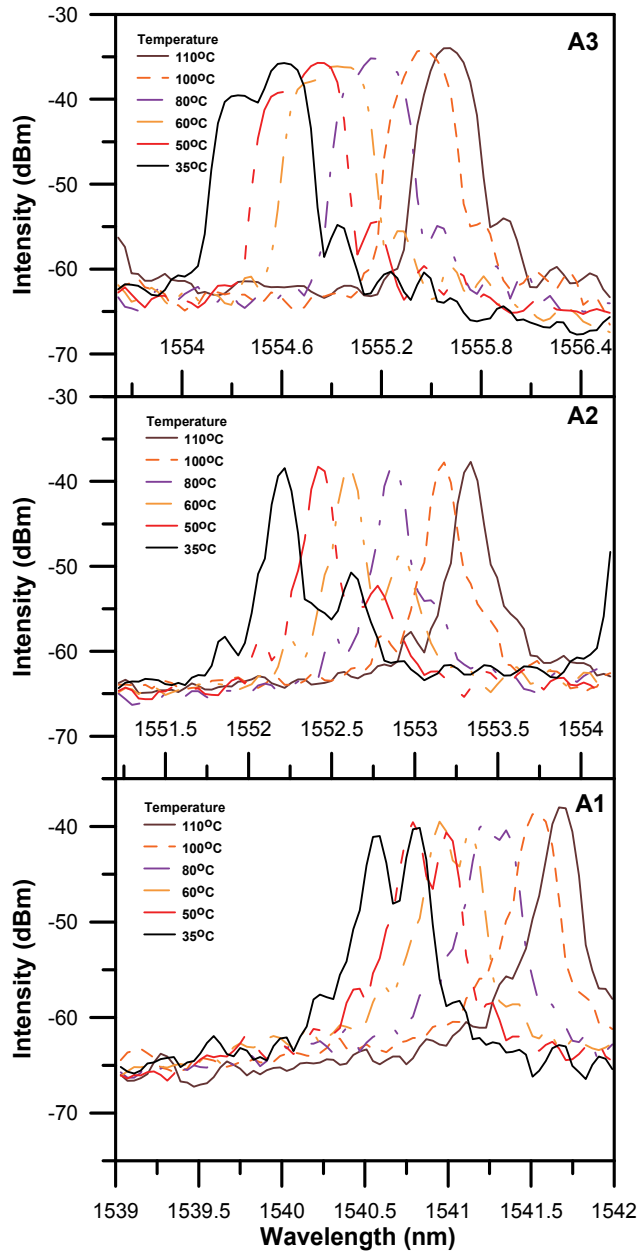 -30
Temperature
A3
110ºC
100ºC
80ºC
60ºC
50ºC
35ºC
-40
-50
-60
-70
Intensity (dBm)
1554 1554.6 1555.2 1555.8 1556.4
-30
Temperature
A2
110ºC
100ºC
80ºC
60ºC
50ºC
35ºC
-40
-50
-60
-70
Intensity (dBm)
1551.5 1552 1552.5 1553 1553.5 1554
Temperature
A1
110ºC
100ºC
80ºC
60ºC
50ºC
35ºC
-40
-50
-60
-70
Intensity (dBm)
1539 1539.5 1540 1540.5 1541 1541.5 1542
Wavelength (nm)